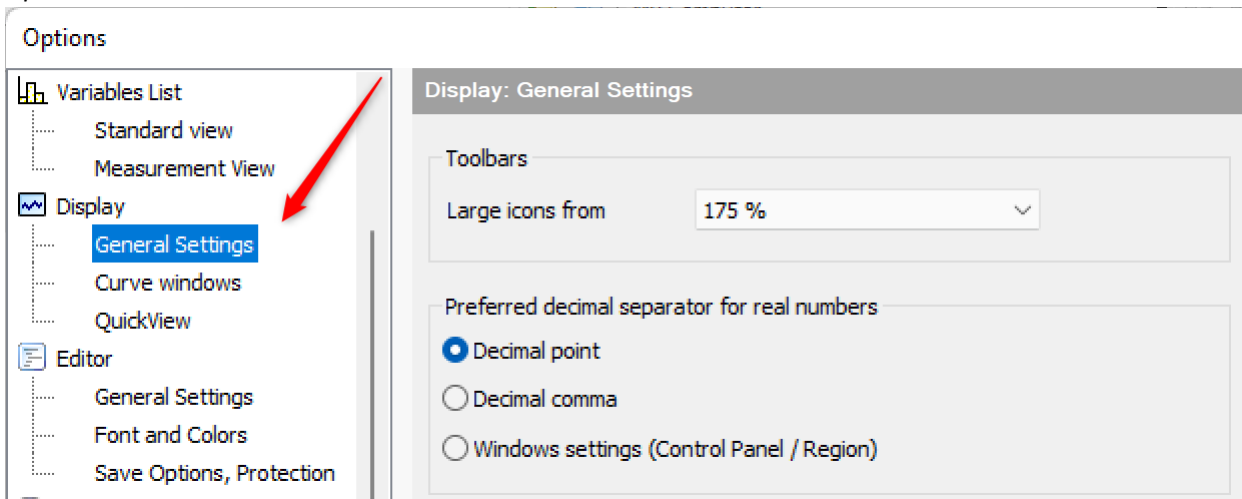 Options
Variables List
Standard view
Measurement View
Display
General Settings
Curve windows
QuickView
Editor
General Settings
Font and Colors
Save Options, Protection
Display: General Settings
Toolbars
Large icons from 175 %
Preferred decimal separator for real numbers
Decimal point
Decimal comma
Windows settings (Control Panel / Region)